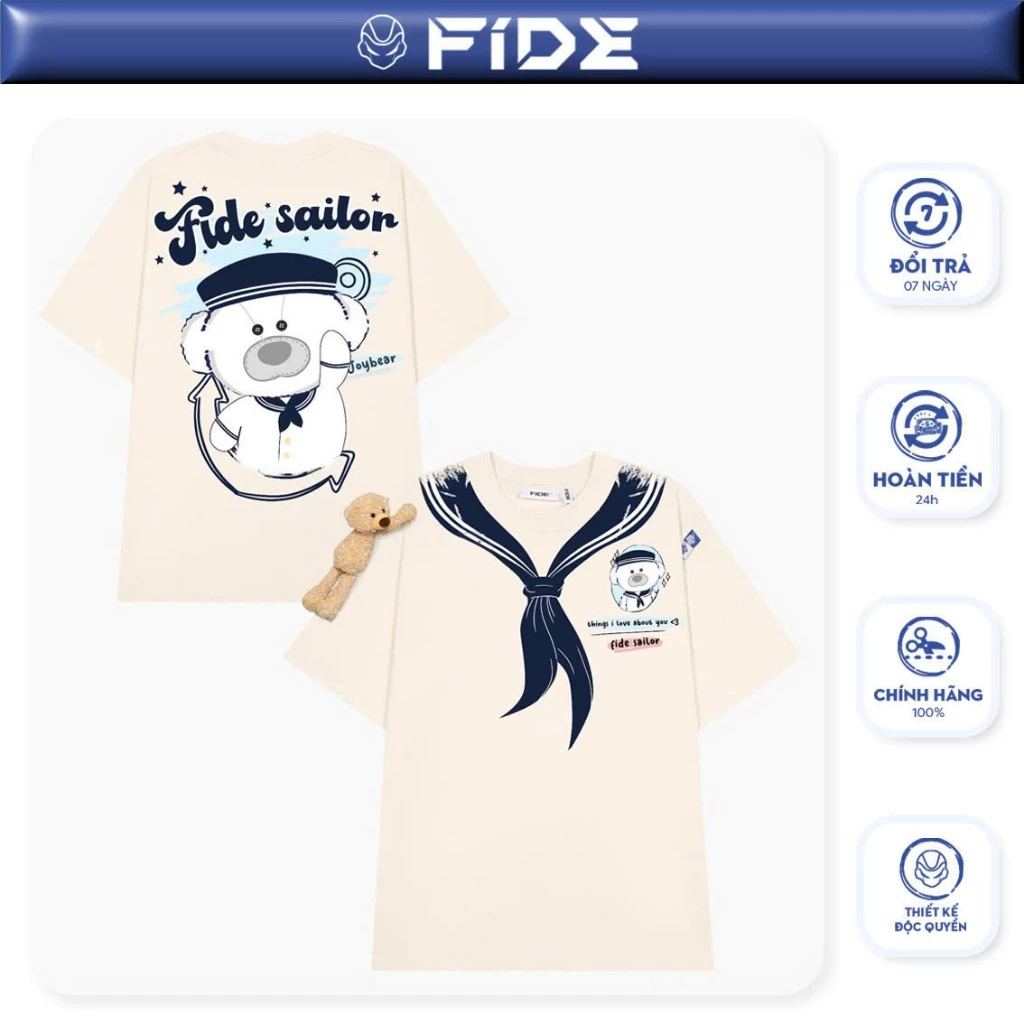 FIDE
Fide sailor
Joybear
FIDE
things i love about you <3
fide sailor
ĐỔI TRẢ
07 NGÀY
HOÀN TIỀN
24h
CHÍNH HÃNG
100%
THIẾT KẾ
ĐỘC QUYỀN